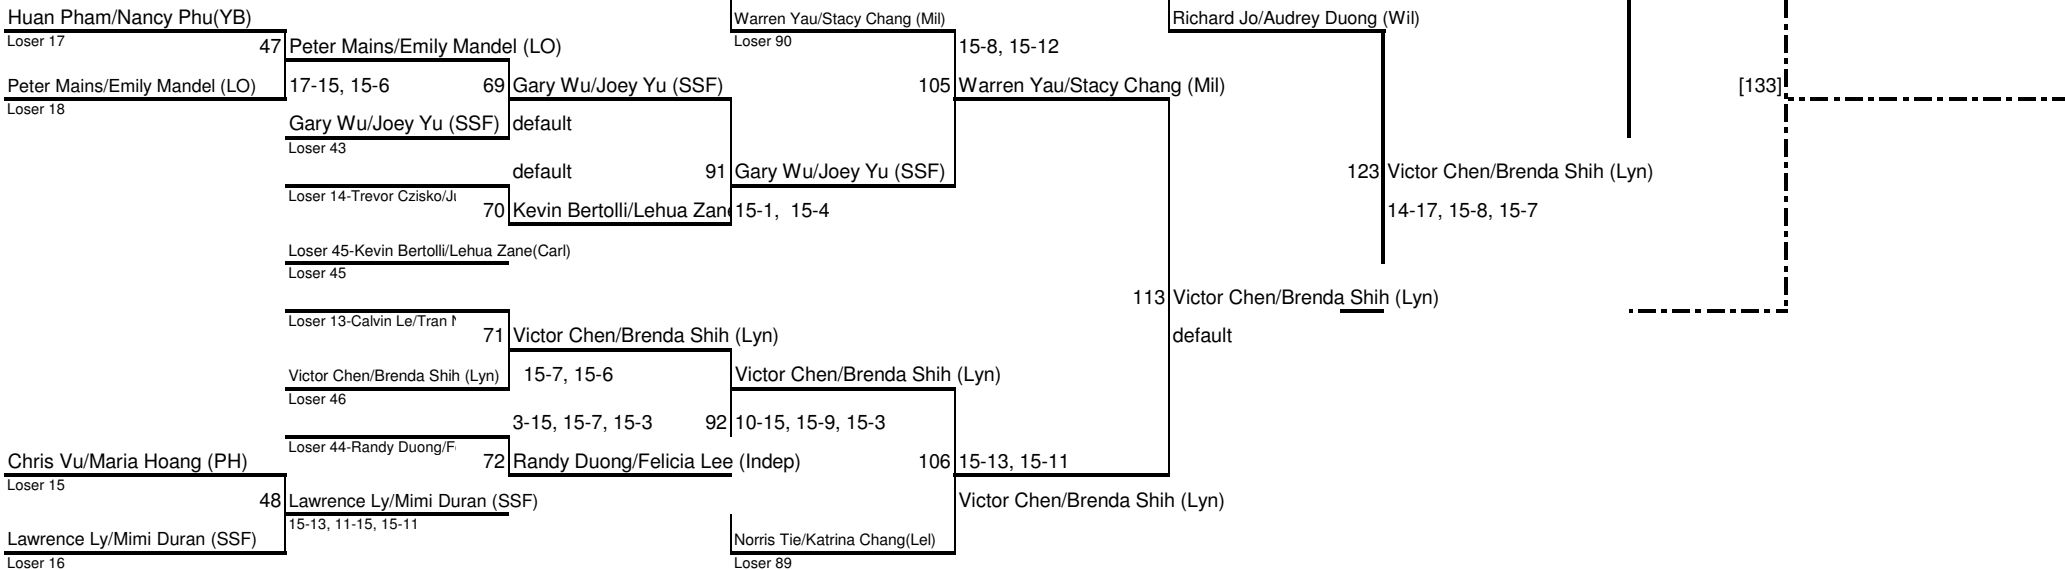 Huan Pham/Nancy Phu(YB)
Loser 17
47 Peter Mains/Emily Mandel (LO)
Peter Mains/Emily Mandel (LO)
17-15, 15-6
Loser 18
69 Gary Wu/Joey Yu (SSF)
Gary Wu/Joey Yu (SSF)
default
Loser 43
default
91 Gary Wu/Joey Yu (SSF)
Loser 14-Trevor Czisko/
70 Kevin Bertolli/Lehua Zane
15-1, 15-4
Loser 45-Kevin Bertolli/Lehua Zane(Carl)
Loser 45
Loser 13-Calvin Le/Tran
71 Victor Chen/Brenda Shih (Lyn)
Victor Chen/Brenda Shih (Lyn)
15-7, 15-6
Loser 46
Victor Chen/Brenda Shih (Lyn)
3-15, 15-7, 15-3
92 10-15, 15-9, 15-3
Loser 44-Randy Duong/
72 Randy Duong/Felicia Lee (Indep)
Chris Vu/Maria Hoang (PH)
Loser 15
48 Lawrence Ly/Mimi Duran (SSF)
15-13, 11-15, 15-11
Lawrence Ly/Mimi Duran (SSF)
Loser 16
Warren Yau/Stacy Chang (Mil)
Loser 90
15-8, 15-12
105 Warren Yau/Stacy Chang (Mil)
106 15-13, 15-11
Victor Chen/Brenda Shih (Lyn)
Norris Tie/Katrina Chang(Lel)
Loser 89
Richard Jo/Audrey Duong (Wil)
113 Victor Chen/Brenda Shih (Lyn)
default
123 Victor Chen/Brenda Shih (Lyn)
14-17, 15-8, 15-7
[133]